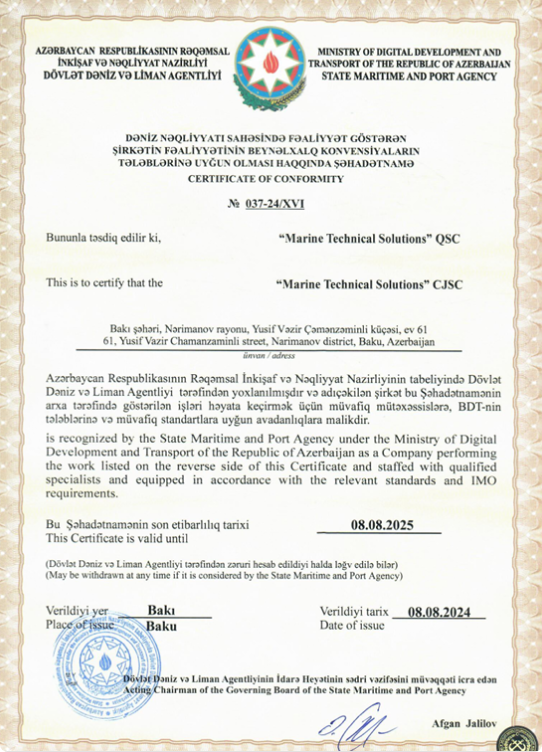 AZƏRBAYCAN RESPUBLİKASININ RƏQƏMSAL
İNKİŞAF VƏ NƏQLİYYAT NAZİRLİYİ
DÖVLƏT DƏNİZ VƏ LİMAN AGENTLİYİ
MINISTRY OF DIGITAL DEVELOPMENT AND
TRANSPORT OF THE REPUBLIC OF AZERBAIJAN
STATE MARITIME AND PORT AGENCY
DƏNİZ NƏQLİYYATI SAHƏSİNDƏ FƏALİYYƏT GÖSTƏRƏN
ŞİRKƏTİN FƏALİYYƏTİNİN BEYNƏLXALQ KONVENSİYALARIN
TƏLƏBLƏRİNƏ UYĞUN OLMASI HAQQINDA ŞƏHADƏTNAMƏ
CERTIFICATE OF CONFORMITY
№ 037-24/XVI
Bununla təsdiq edilir ki, “Marine Technical Solutions” QSC
This is to certify that the “Marine Technical Solutions” CJSC
Bakı şəhəri, Nərimanov rayonu, Yusif Vəzir Çəmənzəminli küçəsi, ev 61
61, Yusif Vazir Chamanzaminli street, Narimanov district, Baku, Azerbaijan
ünvan / adress
Azərbaycan Respublikasının Rəqəmsal İnkişaf və Nəqliyyat Nazirliyinin tabeliyində Dövlət
Dəniz və Liman Agentliyi tərəfindən yoxlanılmışdır və adıçəkilən şirkət bu Şəhadətnamənin
arxa tərəfində göstərilən işləri həyata keçirmək üçün müvafiq mütəxəssislərə, BDT-nin
tələblərinə və müvafiq standartlara uyğun avadanlıqlara malikdir.
is recognized by the State Maritime and Port Agency under the Ministry of Digital
Development and Transport of the Republic of Azerbaijan as a Company performing
the work listed on the reverse side of this Certificate and staffed with qualified
specialists and equipped in accordance with the relevant standards and IMO
requirements.
Bu Şəhadətnamənin son etibarlılıq tarixi 08.08.2025
This Certificate is valid until
(Dövlət Dəniz və Liman Agentliyi tərəfindən zəruri hesab edildiyi halda ləğv edilə bilər)
(May be withdrawn at any time if it is considered by the State Maritime and Port Agency)
Verildiyi yer Bakı Verildiyi tarix 08.08.2024
Place of issue Baku Date of issue
Dövlət Dəniz və Liman Agentliyinin İdarə Heyətinin sədri vəzifəsini müvəqqəti icra edən
Acting Chairman of the Governing Board of the State Maritime and Port Agency
Afgan Jalilov